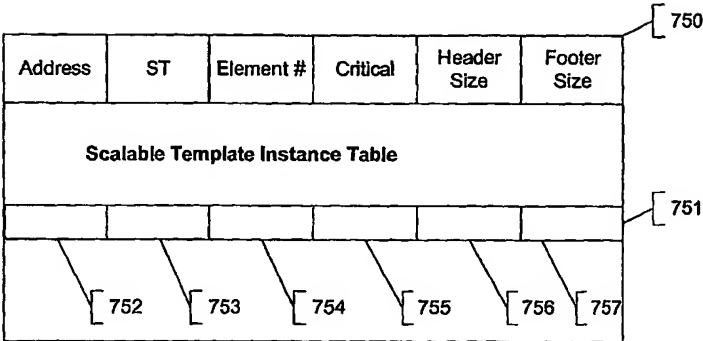 750
Address ST Element # Critical Header Size Footer Size
Scalable Template Instance Table
751
752 753 754 755 756 757